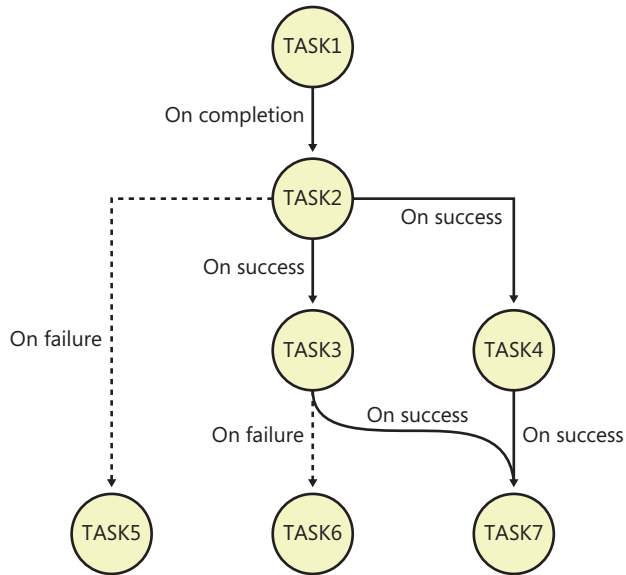 TASK1
On completion
TASK2
On success
On success
On failure
TASK3
TASK4
On failure
On success
On success
TASK5
TASK6
TASK7